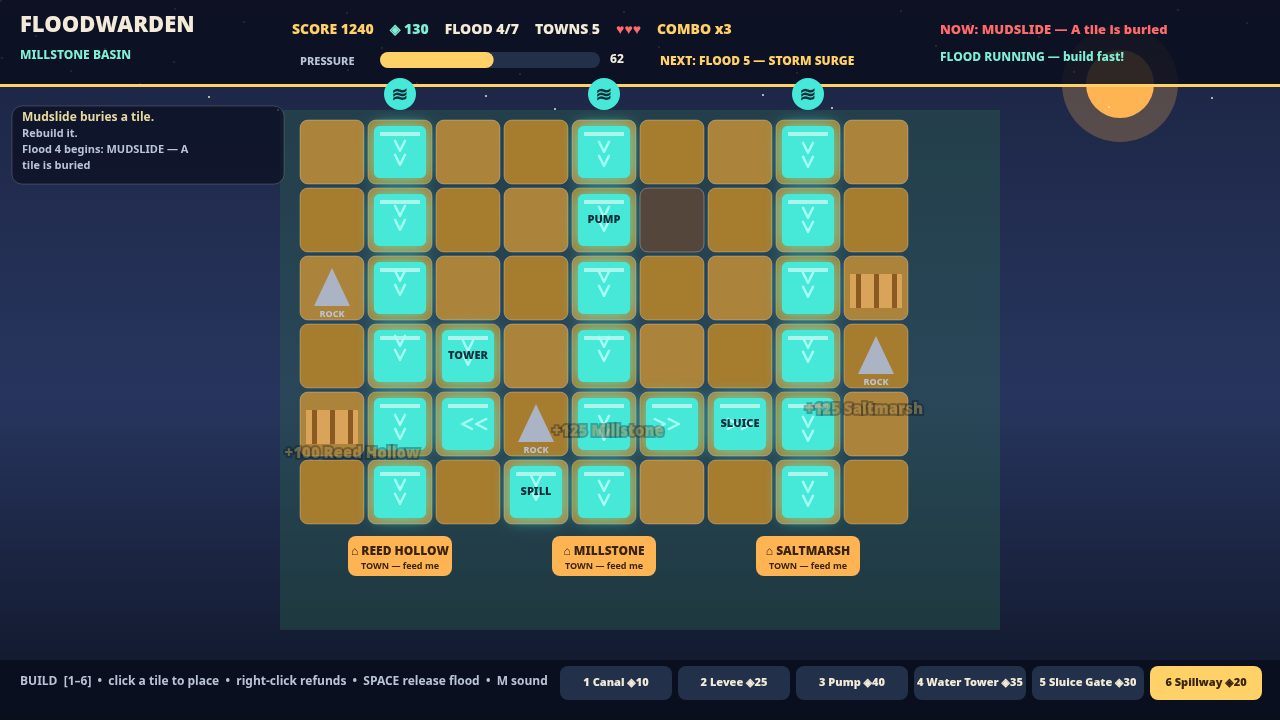 FLOODWARDEN
MILLSTONE BASIN
SCORE 1240 ◈ 130 FLOOD 4/7 TOWNS 5 ♥♥♥ COMBO x3
PRESSURE 62 NEXT: FLOOD 5 — STORM SURGE
NOW: MUDSLIDE — A tile is buried
FLOOD RUNNING — build fast!
Mudslide buries a tile.
Rebuild it.
Flood 4 begins: MUDSLIDE — A
tile is buried
PUMP
ROCK
TOWER
ROCK
+125 Saltmarsh
SLUICE
+125 Millstone
ROCK
+100 Reed Hollow
SPILL
⌂ REED HOLLOW
TOWN — feed me
⌂ MILLSTONE
TOWN — feed me
⌂ SALTMARSH
TOWN — feed me
BUILD [1–6] • click a tile to place • right-click refunds • SPACE release flood • M sound
1 Canal ◈10
2 Levee ◈25
3 Pump ◈40
4 Water Tower ◈35
5 Sluice Gate ◈30
6 Spillway ◈20